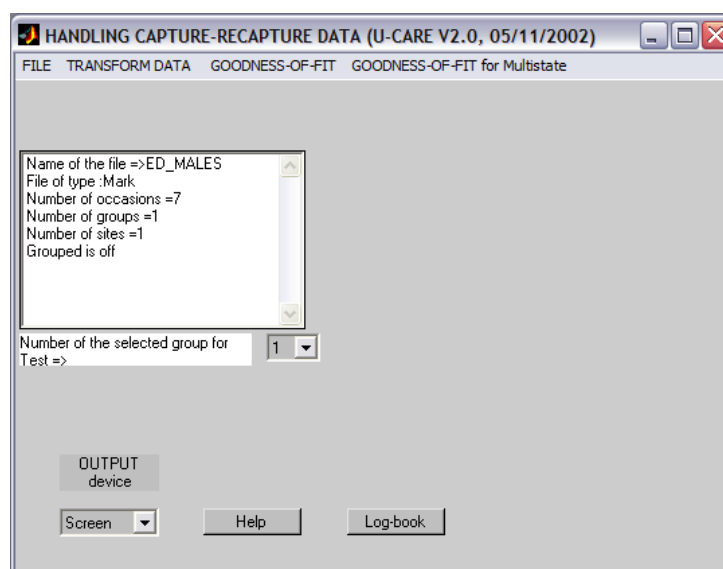 HANDLING CAPTURE-RECAPTURE DATA (U-CARE V2.0, 05/11/2002)
FILE TRANSFORM DATA GOODNESS-OF-FIT GOODNESS-OF-FIT for Multistate
Name of the file =>ED_MALES
File of type :Mark
Number of occasions =7
Number of groups =1
Number of sites =1
Grouped is off
Number of the selected group for
Test => 
1
OUTPUT
device
Screen
Help
Log-book